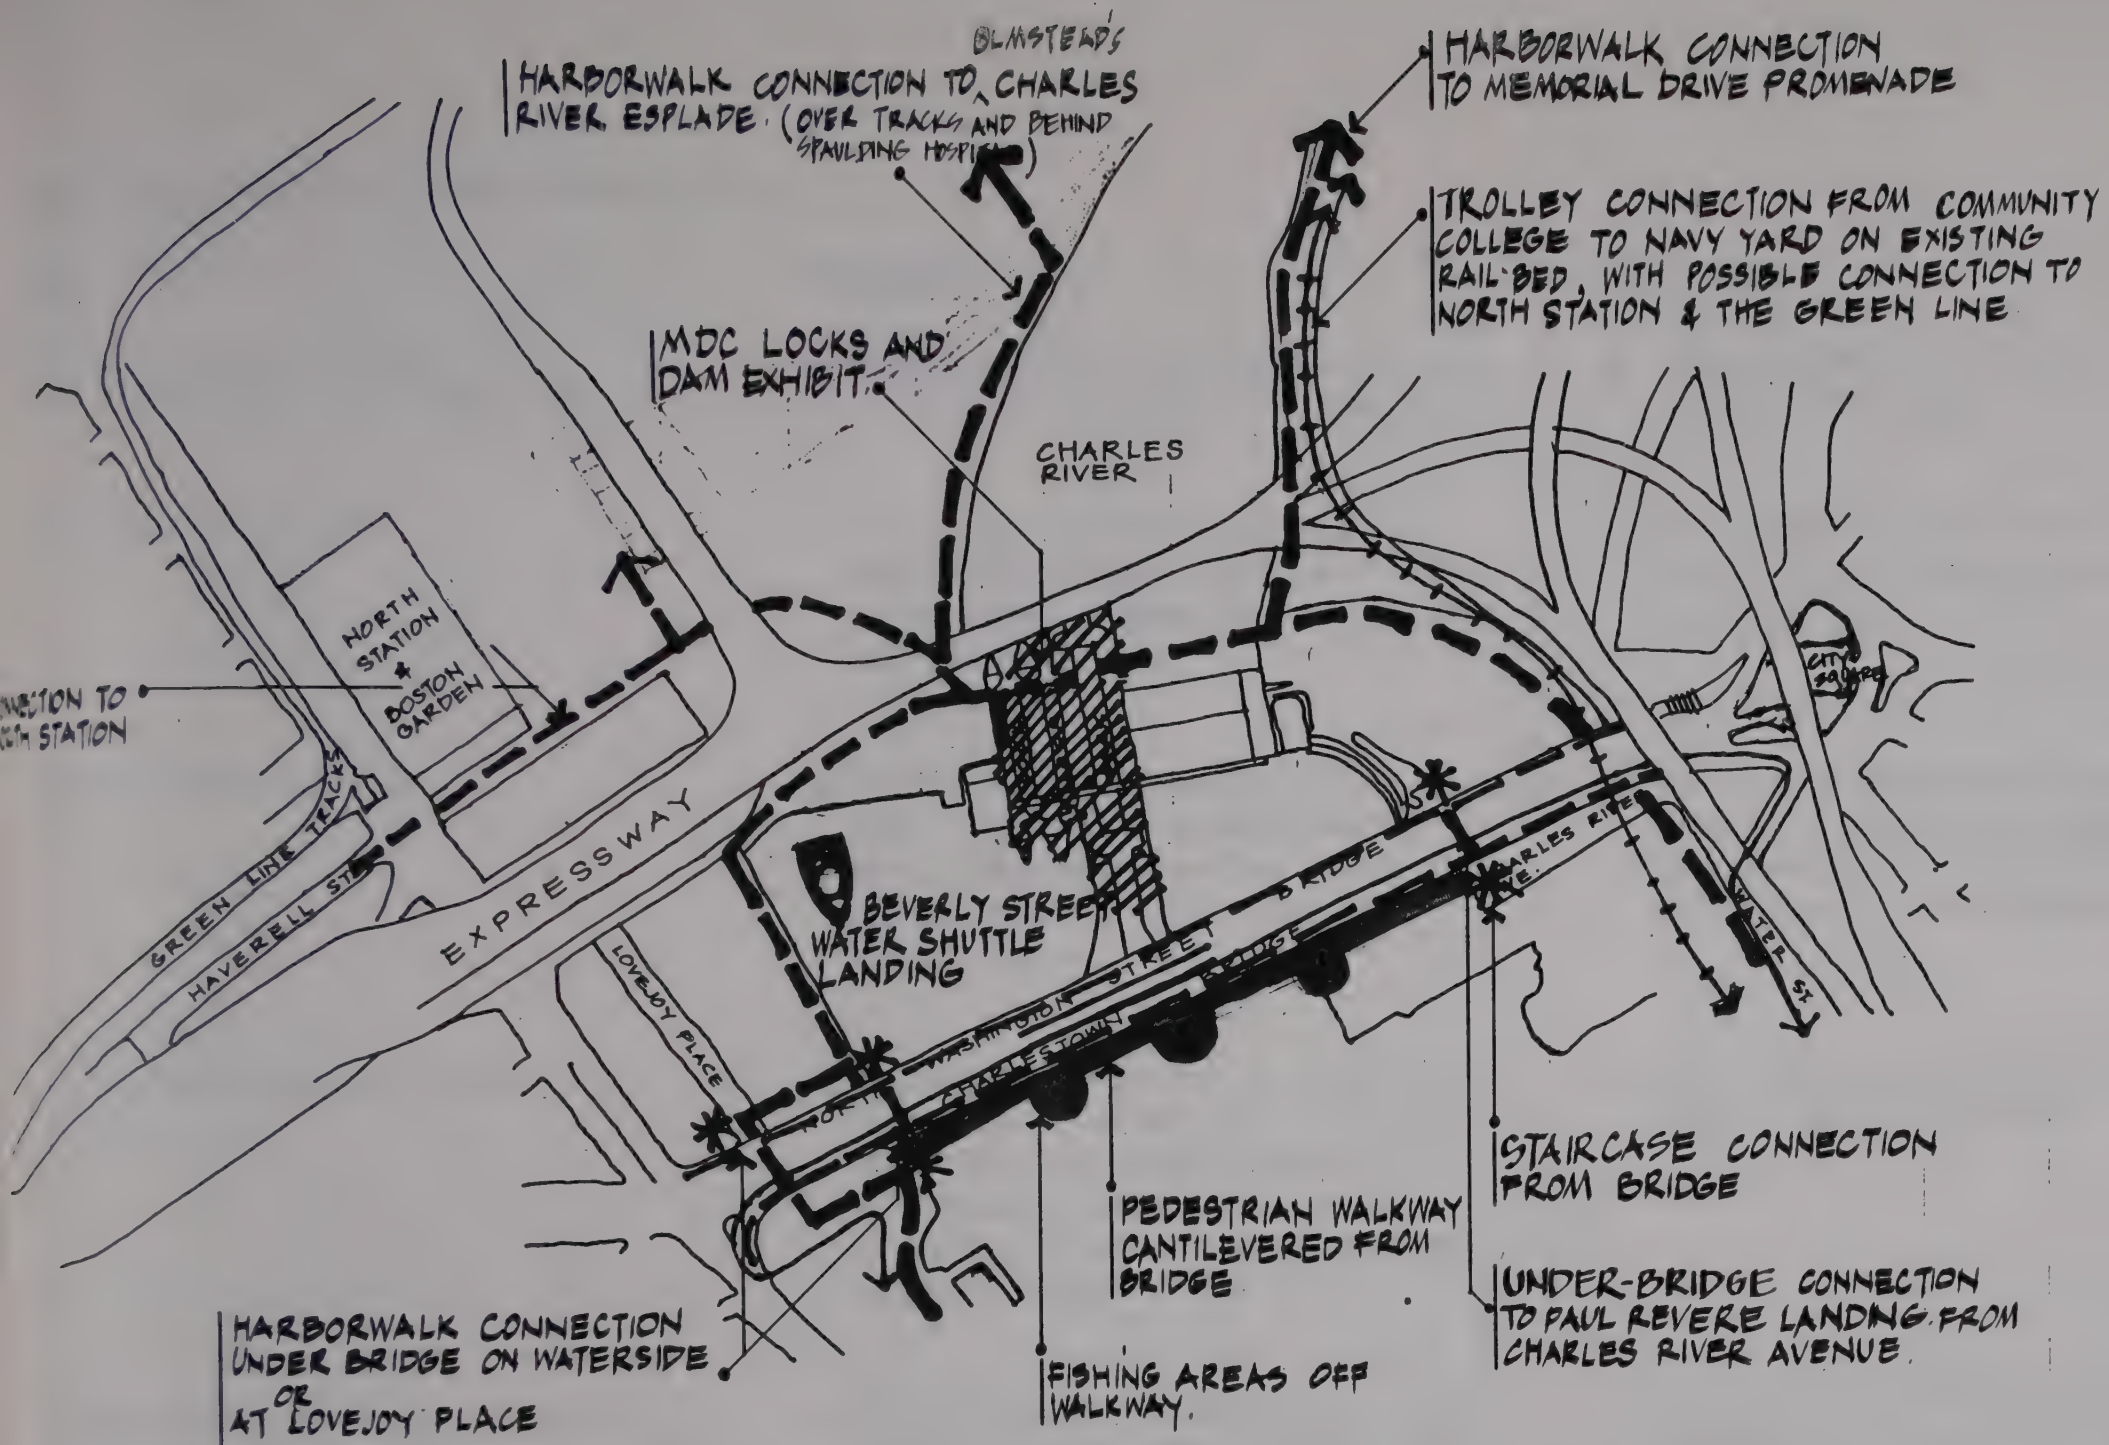 OLMSTEAD'S
HARBORWALK CONNECTION TO ^ CHARLES
RIVER ESPLADE. (OVER TRACKS AND BEHIND
SPAULDING
HARBORWALK CONNECTION
TO MEMORIAL DRIVE PROMENADE
TROLLEY CONNECTION FROM COMMUNITY
COLLEGE TO NAVY YARD ON EXISTING
RAIL-BED, WITH POSSIBLE CONNECTION TO
NORTH STATION & THE GREEN LINE
MDC LOCKS AND
DAM EXHIBIT.
CHARLES
RIVER
NORTH
STATION
&
BOSTON
GARDEN
TO
STATION
CITY
SQUARE
GREEN LINE TRACKS
HAVERELL ST.
EXPRESSWAY
LOVEJOY PLACE
BEVERLY STREET
WATER SHUTTLE
LANDING
NORTH WASHINGTON STREET BRIDGE
CHARLESTOWN BRIDGE
CHARLES RIVER
AVE.
WATER ST.
STAIRCASE CONNECTION
FROM BRIDGE
PEDESTRIAN WALKWAY
CANTILEVERED FROM
BRIDGE
UNDER-BRIDGE CONNECTION
TO PAUL REVERE LANDING FROM
CHARLES RIVER AVENUE.
HARBORWALK CONNECTION
UNDER BRIDGE ON WATERSIDE
OR
AT LOVEJOY PLACE
FISHING AREAS OFF
WALKWAY.